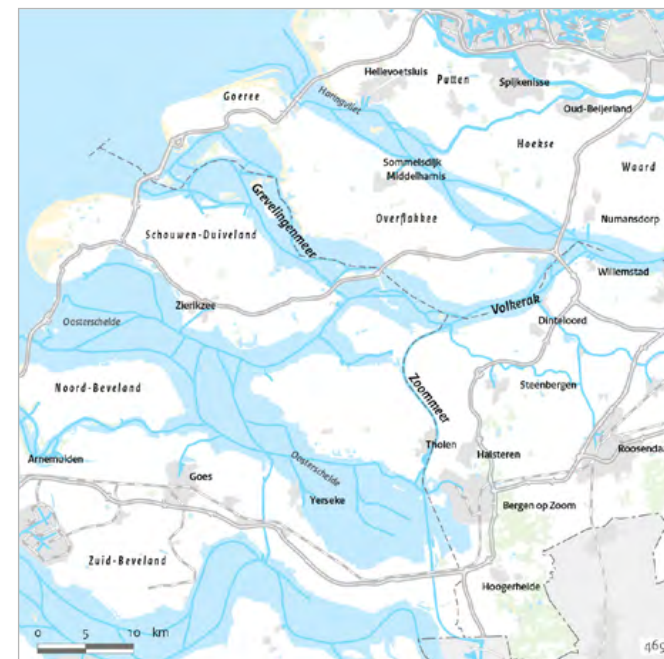 Hellevoetsluis
Putten
Spijkenisse
Goeree
Haringvliet
Oud-Beijerland
Hoekse
Waard
Sommelsdijk
Middelharnis
Grevelingenmeer
Overflakkee
Numansdorp
Schouwen-Duiveland
Willemstad
Zierikzee
Volkerak
Oosterschelde
Dinteloord
Zoommeer
Steenbergen
Noord-Beveland
Tholen
Halsteren
Roosendaa
Arnemuiden
Oosterschelde
Goes
Yerseke
Bergen op Zoom
Zuid-Beveland
Hoogerheide
0 5 10 km
469